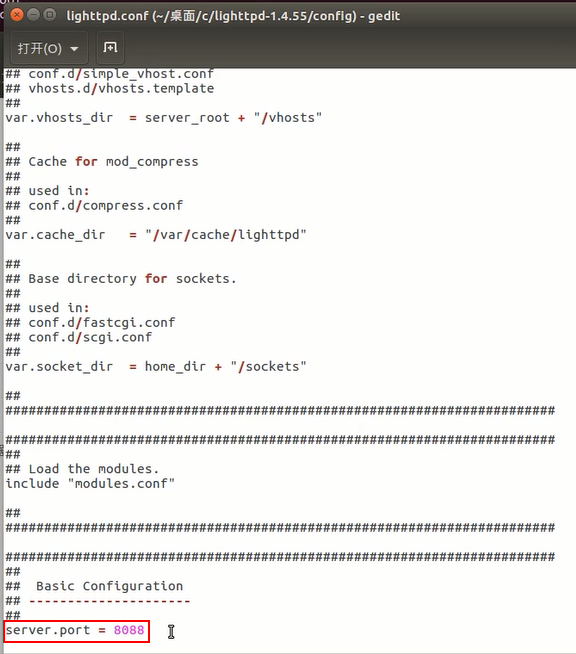 lighttpd.conf (~/桌面/c/lighttpd-1.4.55/config) - gedit
打开(O)
## conf.d/simple_vhost.conf
## vhosts.d/vhosts.template
##
var.vhosts_dir  = server_root + "/vhosts"
##
## Cache for mod_compress
##
## used in:
## conf.d/compress.conf
##
var.cache_dir   = "/var/cache/lighttpd"
##
## Base directory for sockets.
##
## used in:
## conf.d/fastcgi.conf
## conf.d/scgi.conf
##
var.socket_dir  = home_dir + "/sockets"
##
#######################################################################
#######################################################################
##
## Load the modules.
include "modules.conf"
##
#######################################################################
#######################################################################
##
##  Basic Configuration
## ---------------------
##
server.port = 8088